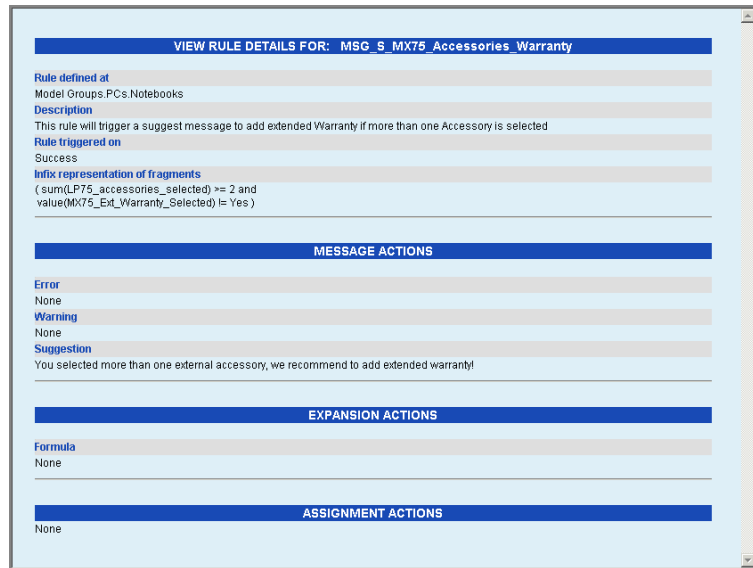 VIEW RULE DETAILS FOR: MSG_S_MX75_Accessories_Warranty
Rule defined at
Model Groups.PCs.Notebooks
Description
This rule will trigger a suggest message to add extended Warranty if more than one Accessory is selected
Rule triggered on
Success
Infix representation of fragments
( sum(LP75_accessories_selected) >= 2 and
value(MX75_Ext_Warranty_Selected) != Yes )
MESSAGE ACTIONS
Error
None
Warning
None
Suggestion
You selected more than one external accessory, we recommend to add extended warranty!
EXPANSION ACTIONS
Formula
None
ASSIGNMENT ACTIONS
None